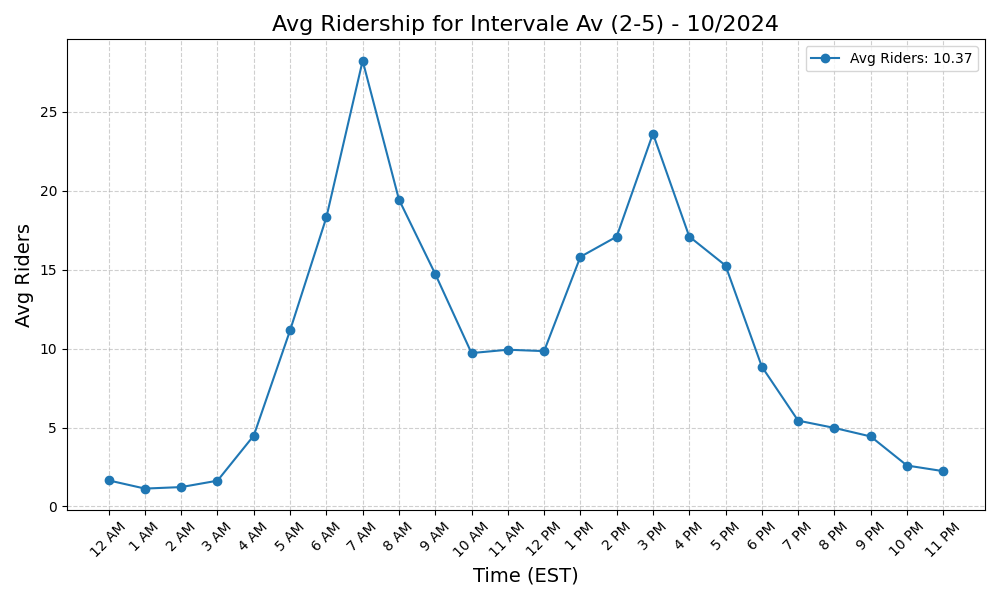 Avg Ridership for Intervale Av (2-5) - 10/2024
Avg Riders: 10.37
Avg Riders
25
20
15
10
5
0
12 AM
1 AM
2 AM
3 AM
4 AM
5 AM
6 AM
7 AM
8 AM
9 AM
10 AM
11 AM
12 PM
1 PM
2 PM
3 PM
4 PM
5 PM
6 PM
7 PM
8 PM
9 PM
10 PM
11 PM
Time (EST)